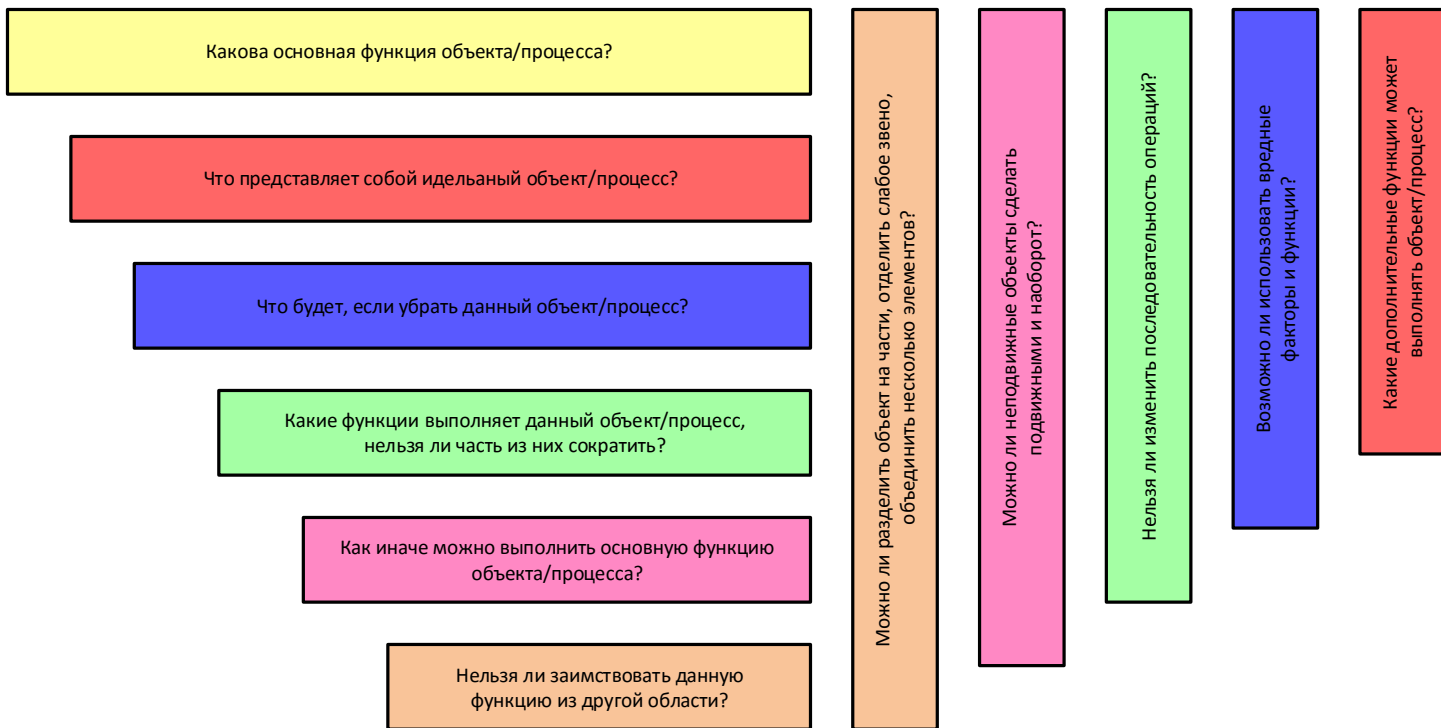 Какова основная функция объекта/процесса?
Что представляет собой идельаный объект/процесс?
Что будет, если убрать данный объект/процесс?
Какие функции выполняет данный объект/процесс,
нельзя ли часть из них сократить?
Как иначе можно выполнить основную функцию
объекта/процесса?
Нельзя ли заимствовать данную
функцию из другой области?
Можно ли разделить объект на части, отделить слабое звено,
объединить несколько элементов?
Можно ли неподвижные объекты сделать
подвижными и наоборот?
Нельзя ли изменить последовательность операций?
Возможно ли использовать вредные
факторы и функции?
Какие дополнительные функции может
выполнять объект/процесс?